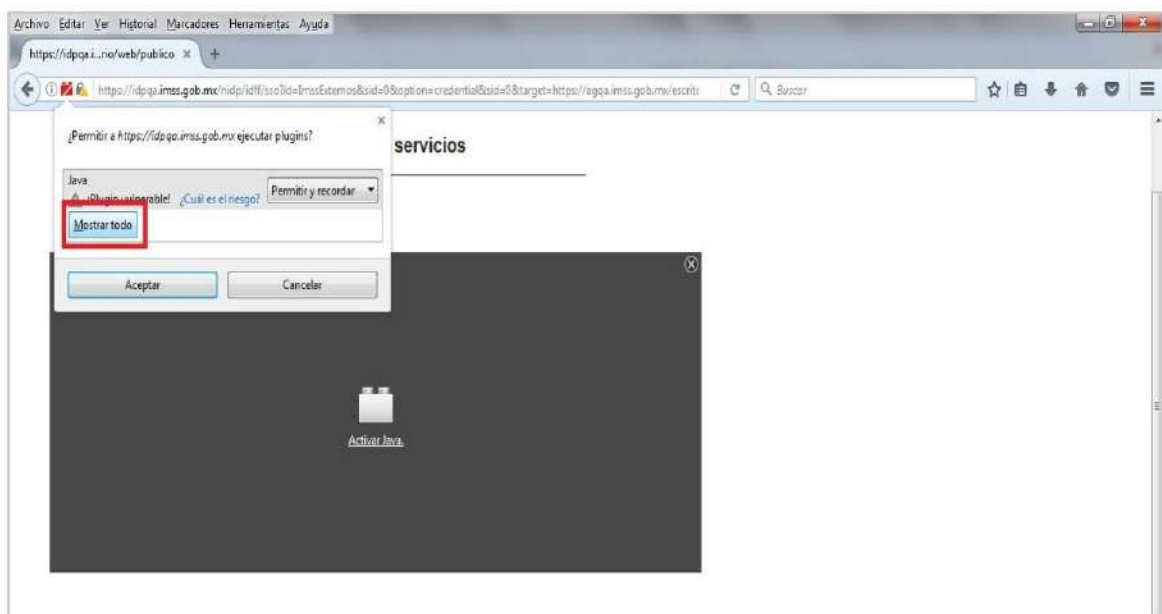 Archivo Editar Ver Historial Marcadores Herramientas Ayuda
https://idpqa.i...rio/web/publico × +
https://idpqa.imss.gob.mx/nidp/idff/sso?id=ImssExternos&sid=0&option=credential&sid=0&target=https://agqa.imss.gob.mx/escrito
Buscar
¿Permitir a https://idpqa.imss.gob.mx ejecutar plugins?
servicios
Java
¡Plugin vulnerable! ¿Cuál es el riesgo?
Permitir y recordar
Mostrar todo
Aceptar Cancelar
Activar Java.